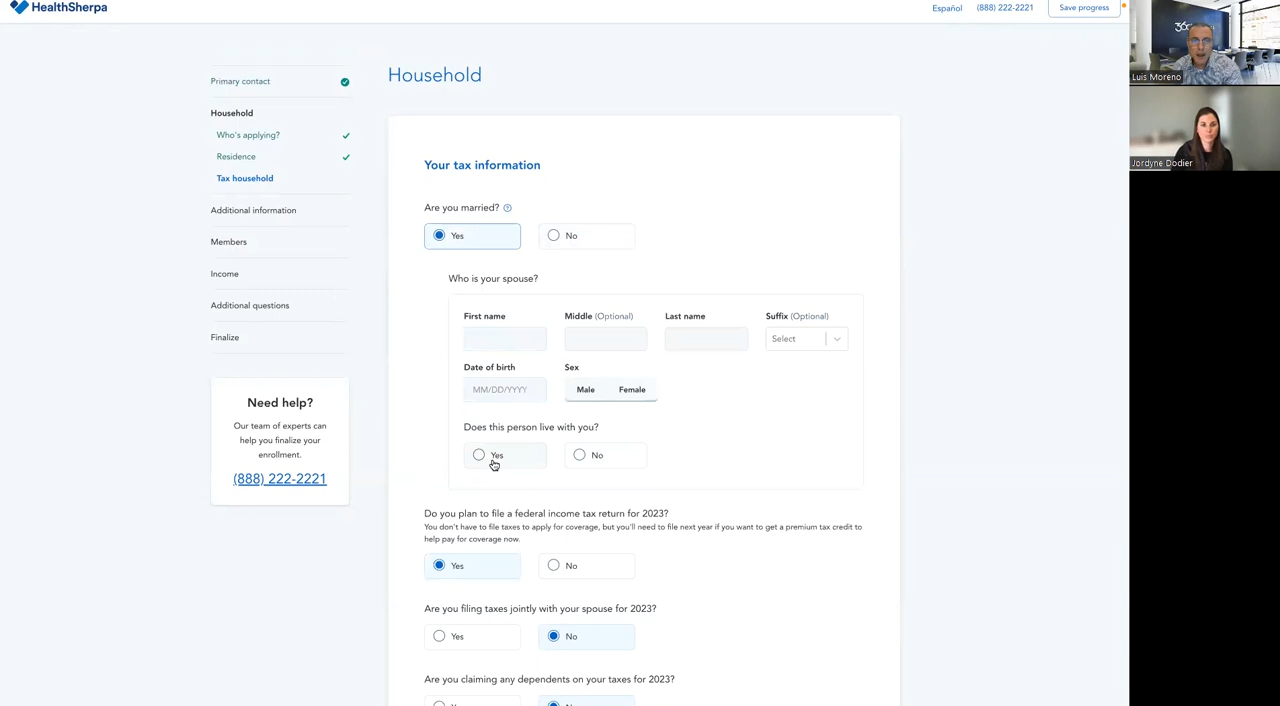 HealthSherpa
Español (888) 222-2221 Save progress
Primary contact
Household
Who's applying?
Residence
Tax household
Additional information
Members
Income
Additional questions
Finalize
Need help?
Our team of experts can
help you finalize your
enrollment.
(888) 222-2221
Household
Your tax information
Are you married?
Yes No
Who is your spouse?
First name Middle (Optional) Last name Suffix (Optional)
Select
Date of birth Sex
MM/DD/YYYY Male Female
Does this person live with you?
Yes No
Do you plan to file a federal income tax return for 2023?
You don't have to file taxes to apply for coverage, but you'll need to file next year if you want to get a premium tax credit to
help pay for coverage now.
Yes No
Are you filing taxes jointly with your spouse for 2023?
Yes No
Are you claiming any dependents on your taxes for 2023?
Luis Moreno
Jordyne Dodier